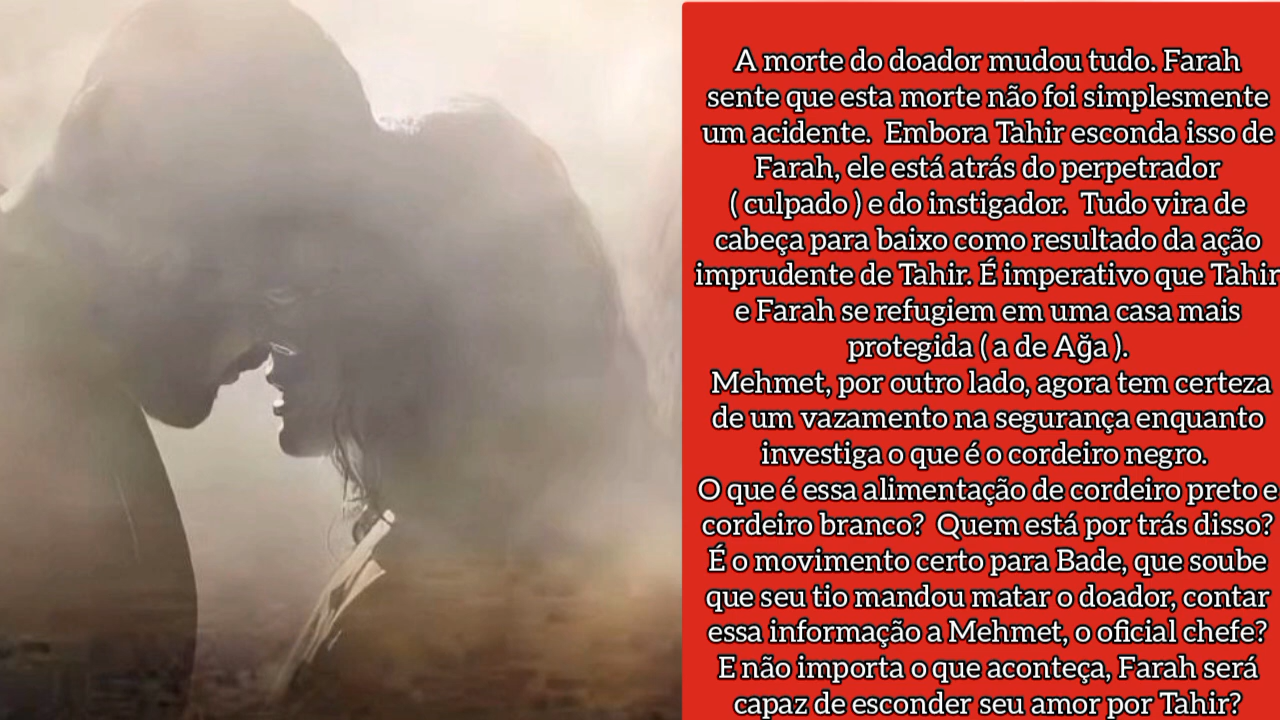 A morte do doador mudou tudo. Farah
sente que esta morte não foi simplesmente
um acidente.  Embora Tahir esconda isso de
Farah, ele está atrás do perpetrador
( culpado ) e do instigador.  Tudo vira de
cabeça para baixo como resultado da ação
imprudente de Tahir. É imperativo que Tahir
e Farah se refugiem em uma casa mais
protegida ( a de Ağa ).
Mehmet, por outro lado, agora tem certeza
de um vazamento na segurança enquanto
investiga o que é o cordeiro negro.
O que é essa alimentação de cordeiro preto e
cordeiro branco?  Quem está por trás disso?
É o movimento certo para Bade, que soube
que seu tio mandou matar o doador, contar
essa informação a Mehmet, o oficial chefe?
E não importa o que aconteça, Farah será
capaz de esconder seu amor por Tahir?